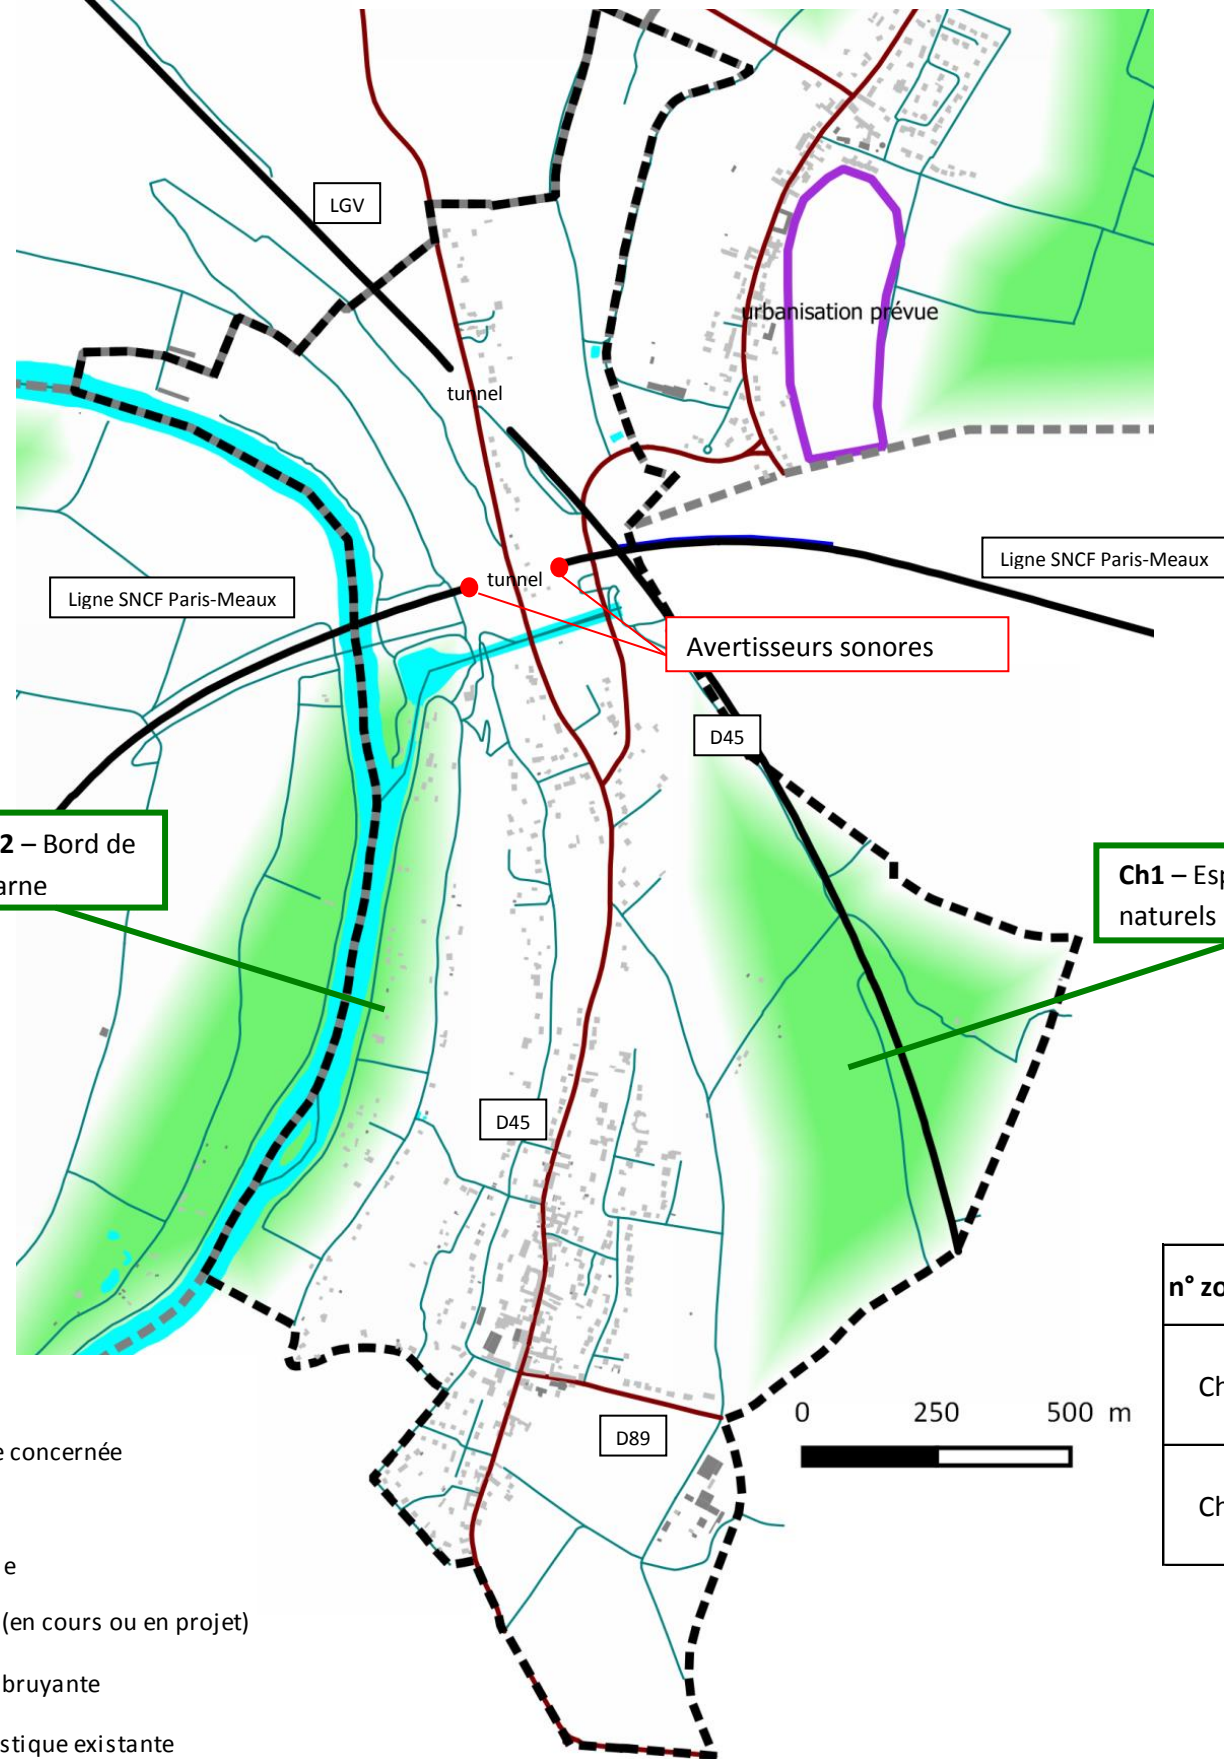 LGV
urbanisation prévue
tunnel
Ligne SNCF Paris-Meaux
tunnel
Ligne SNCF Paris-Meaux
Avertisseurs sonores
D45
2 – Bord de
arne
Ch1 – Esp
naturels
D45
n° zo
Ch
Ch
0 250 500 m
D89
e concernée
e
(en cours ou en projet)
bruyante
stique existante